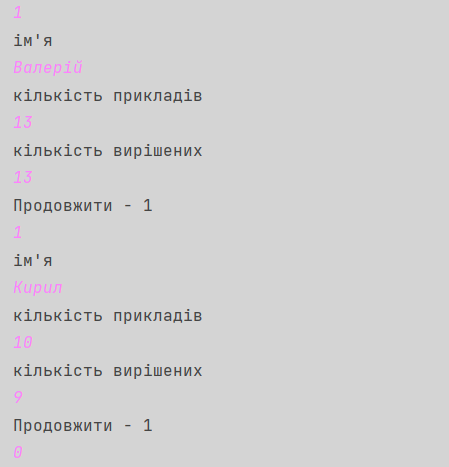 1
ім'я
Валерій
кількість прикладів
13
кількість вирішених
13
Продовжити - 1
1
ім'я
Кирил
кількість прикладів
10
кількість вирішених
9
Продовжити - 1
0